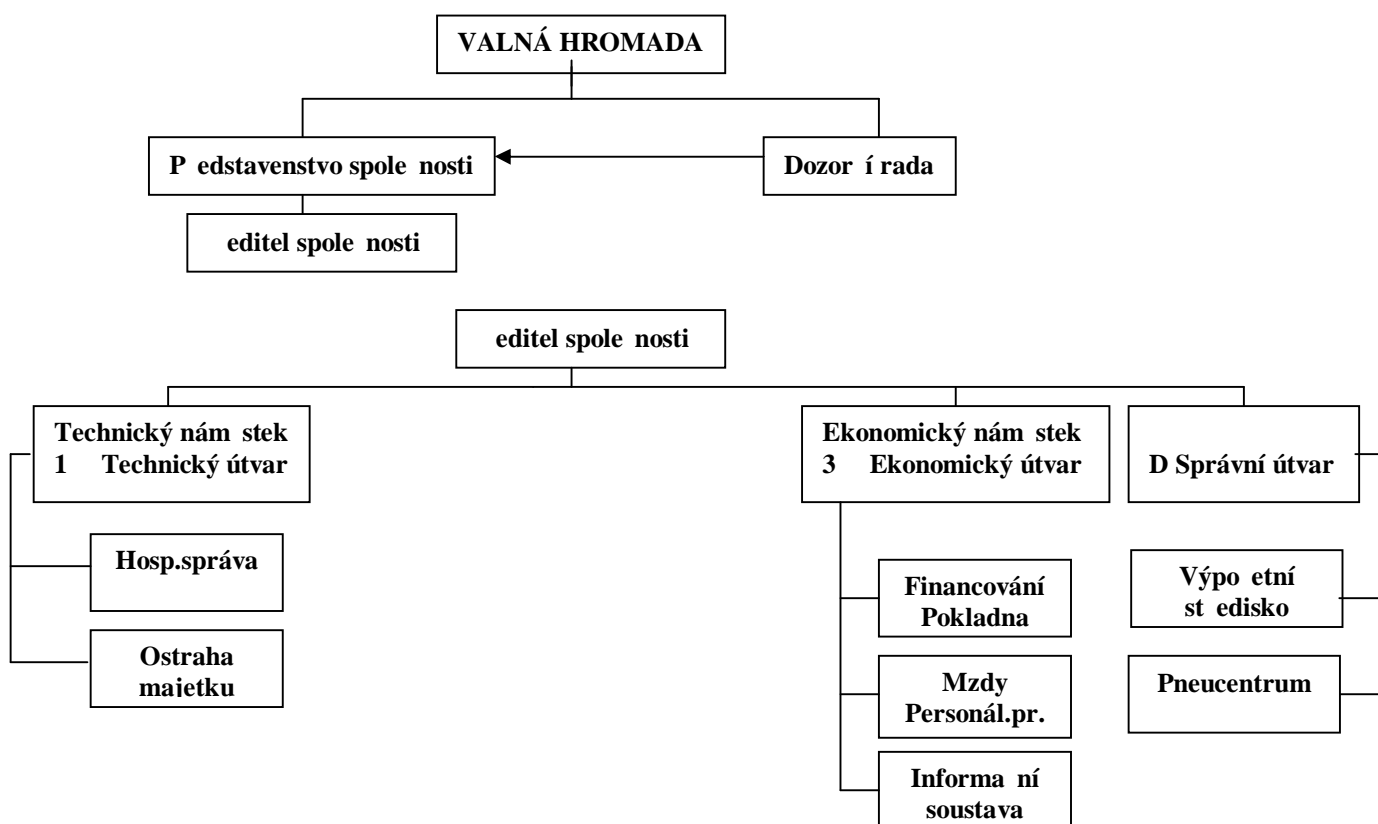 VALNÁ HROMADA
P edstavenstvo spole nosti
Dozor í rada
editel spole nosti
editel spole nosti
Technický nám stek
1 Technický útvar
Ekonomický nám stek
3 Ekonomický útvar
D Správní útvar
Hosp.správa
Ostraha
majetku
Financování
Pokladna
Mzdy
Personál.pr.
Informa ní
soustava
Výpo etní
st edisko
Pneucentrum